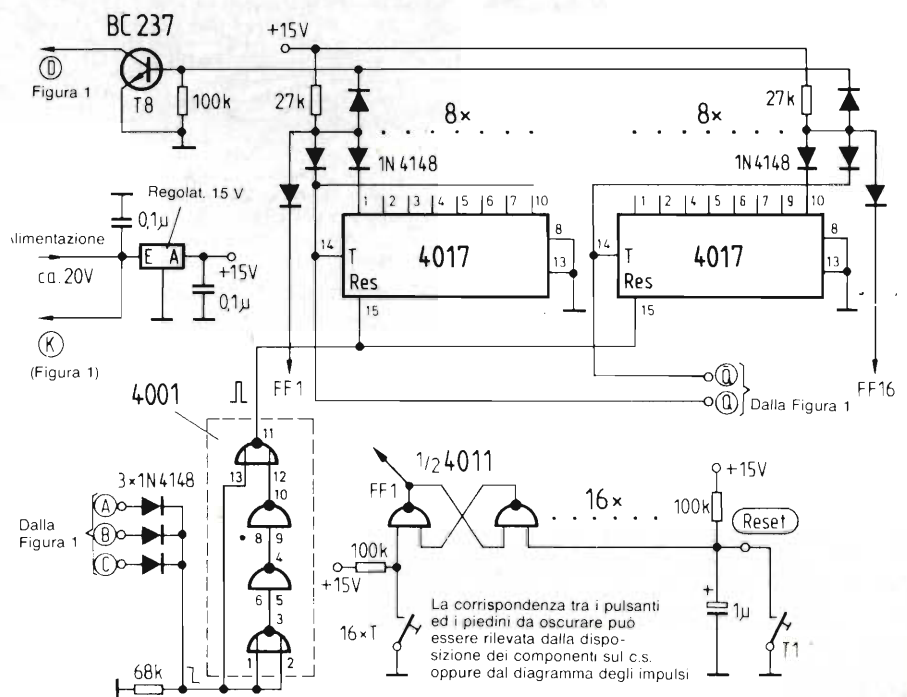 BC 237
+15V
D
Figura 1
T8
100k
27k
8×
8×
27k
1N4148
1N4148
Regolat. 15 V
0,1µ
limentazione
ca. 20V
E A
+15V
0,1µ
K
(Figura 1)
1 2 3 4 5 6 7 10
14 T
4017
8
13
Res
15
1 2 3 4 5 6 7 9 10
14 T
4017
8
13
Res
15
FF1
Q
Q
Dalla Figura 1
FF16
4001
11
13 12
10
8 9
4
6 5
3
1 2
3×1N4148
A
B
C
Dalla
Figura 1
68k
1/2 4011
FF1
16×
+15V
100k
Reset
100k
+15V
16×T
+
1µ
T1
La corrispondenza tra i pulsanti
ed i piedini da oscurare può
essere rilevata dalla dispo-
sizione dei componenti sul c.s.
oppure dal diagramma degli impulsi